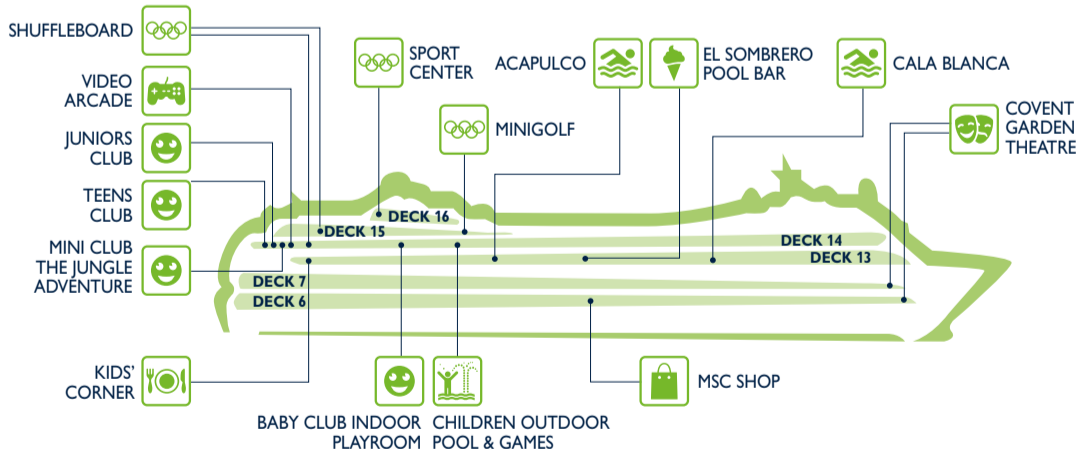 SHUFFLEBOARD
VIDEO
ARCADE
JUNIORS
CLUB
TEENS
CLUB
MINI CLUB
THE JUNGLE
ADVENTURE
KIDS'
CORNER
SPORT
CENTER
MINIGOLF
ACAPULCO
EL SOMBRERO
POOL BAR
CALA BLANCA
COVENT
GARDEN
THEATRE
DECK 16
DECK 15
DECK 14
DECK 13
DECK 7
DECK 6
BABY CLUB INDOOR
PLAYROOM
CHILDREN OUTDOOR
POOL & GAMES
MSC SHOP